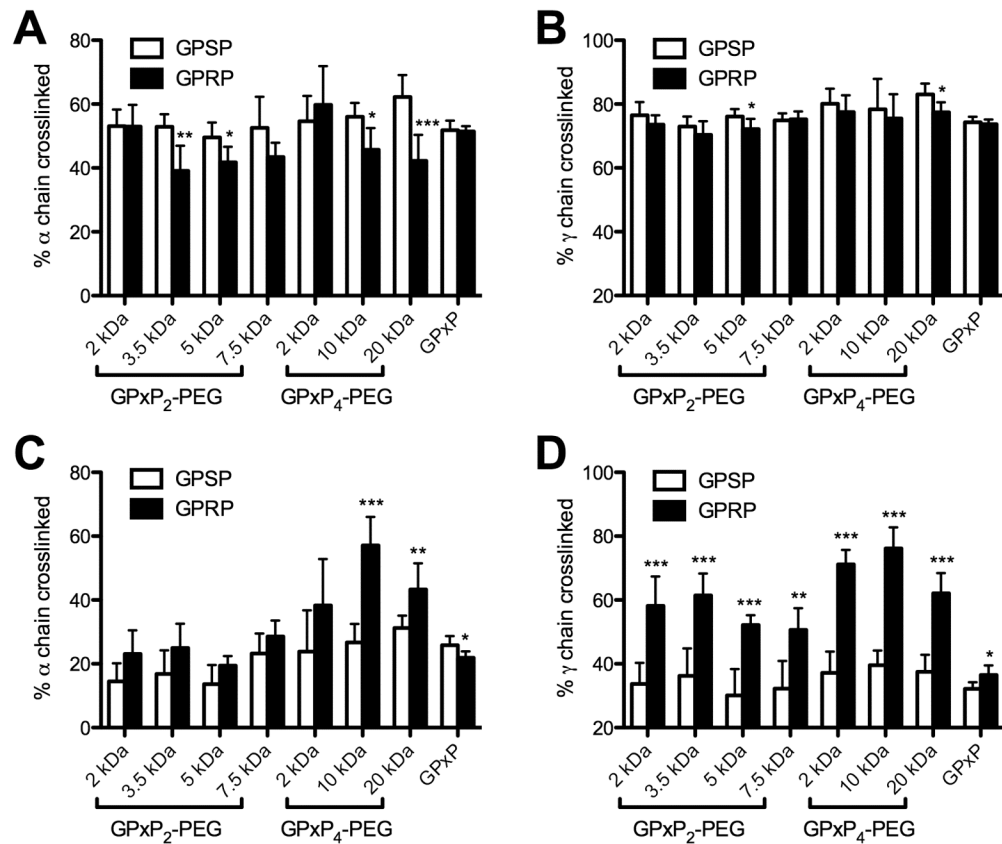 A
GPSP
GPRP
% α chain crosslinked
80
60
40
20
0
**
*
*
***
2 kDa
3.5 kDa
5 kDa
7.5 kDa
2 kDa
10 kDa
20 kDa
GPxP
GPxP2-PEG
GPxP4-PEG
B
GPSP
GPRP
% γ chain crosslinked
100
80
60
40
20
*
*
2 kDa
3.5 kDa
5 kDa
7.5 kDa
2 kDa
10 kDa
20 kDa
GPxP
GPxP2-PEG
GPxP4-PEG
C
GPSP
GPRP
% α chain crosslinked
80
60
40
20
0
***
**
*
2 kDa
3.5 kDa
5 kDa
7.5 kDa
2 kDa
10 kDa
20 kDa
GPxP
GPxP2-PEG
GPxP4-PEG
D
GPSP
GPRP
% γ chain crosslinked
100
80
60
40
20
***
***
***
**
***
***
***
*
2 kDa
3.5 kDa
5 kDa
7.5 kDa
2 kDa
10 kDa
20 kDa
GPxP
GPxP2-PEG
GPxP4-PEG